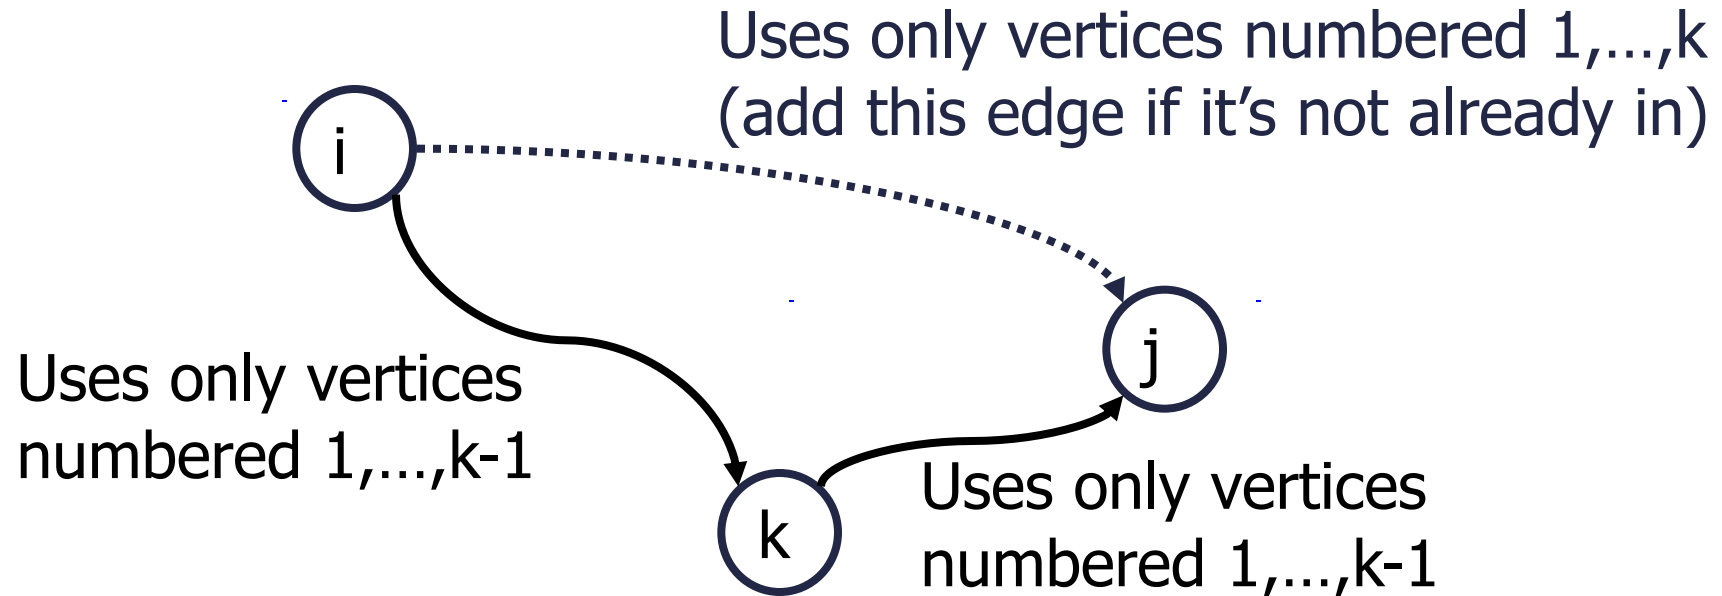 Uses only vertices numbered 1,…,k
(add this edge if it’s not already in)
i
j
Uses only vertices
numbered 1,…,k-1
k
Uses only vertices
numbered 1,…,k-1